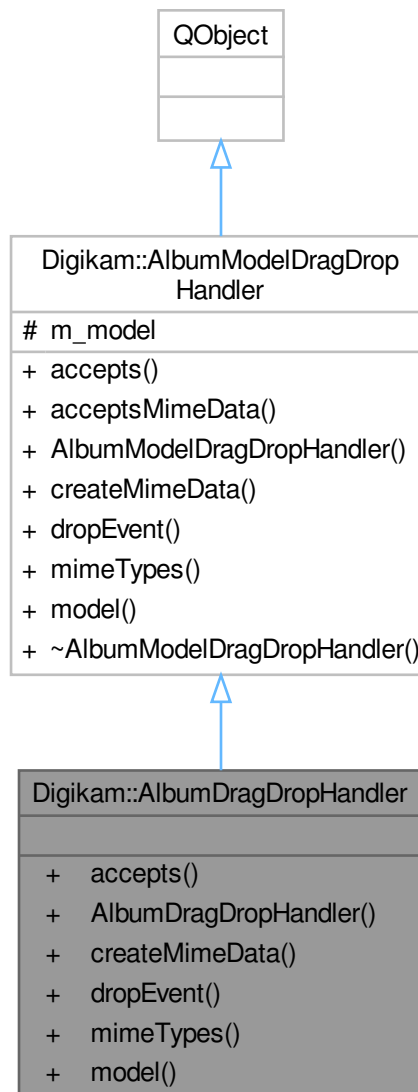 QObject
Digikam::AlbumModelDragDrop
Handler
# m_model
+ accepts()
+ acceptsMimeData()
+ AlbumModelDragDropHandler()
+ createMimeData()
+ dropEvent()
+ mimeTypes()
+ model()
+ ~AlbumModelDragDropHandler()
Digikam::AlbumDragDropHandler
+ accepts()
+ AlbumDragDropHandler()
+ createMimeData()
+ dropEvent()
+ mimeTypes()
+ model()